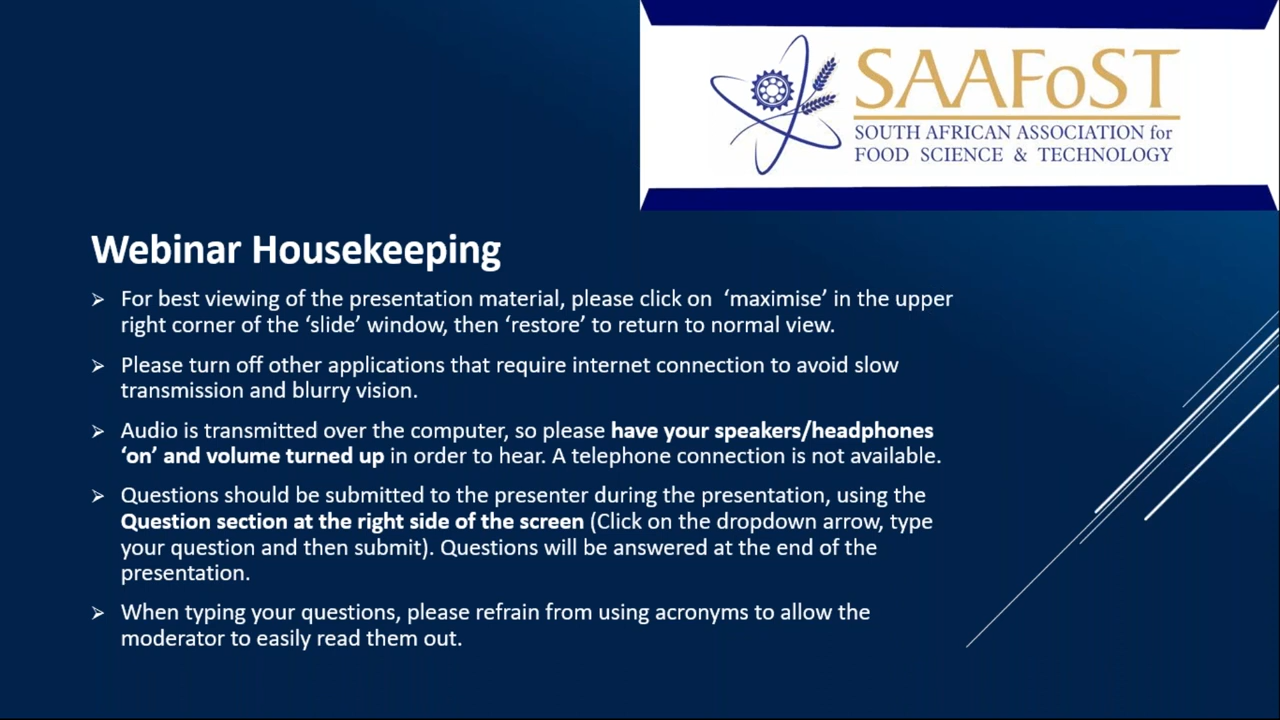 SAAFoST
SOUTH AFRICAN ASSOCIATION for
FOOD SCIENCE & TECHNOLOGY
Webinar Housekeeping
➢ For best viewing of the presentation material, please click on ‘maximise’ in the upper
right corner of the ‘slide’ window, then ‘restore’ to return to normal view.
➢ Please turn off other applications that require internet connection to avoid slow
transmission and blurry vision.
➢ Audio is transmitted over the computer, so please have your speakers/headphones
‘on’ and volume turned up in order to hear. A telephone connection is not available.
➢ Questions should be submitted to the presenter during the presentation, using the
Question section at the right side of the screen (Click on the dropdown arrow, type
your question and then submit). Questions will be answered at the end of the
presentation.
➢ When typing your questions, please refrain from using acronyms to allow the
moderator to easily read them out.